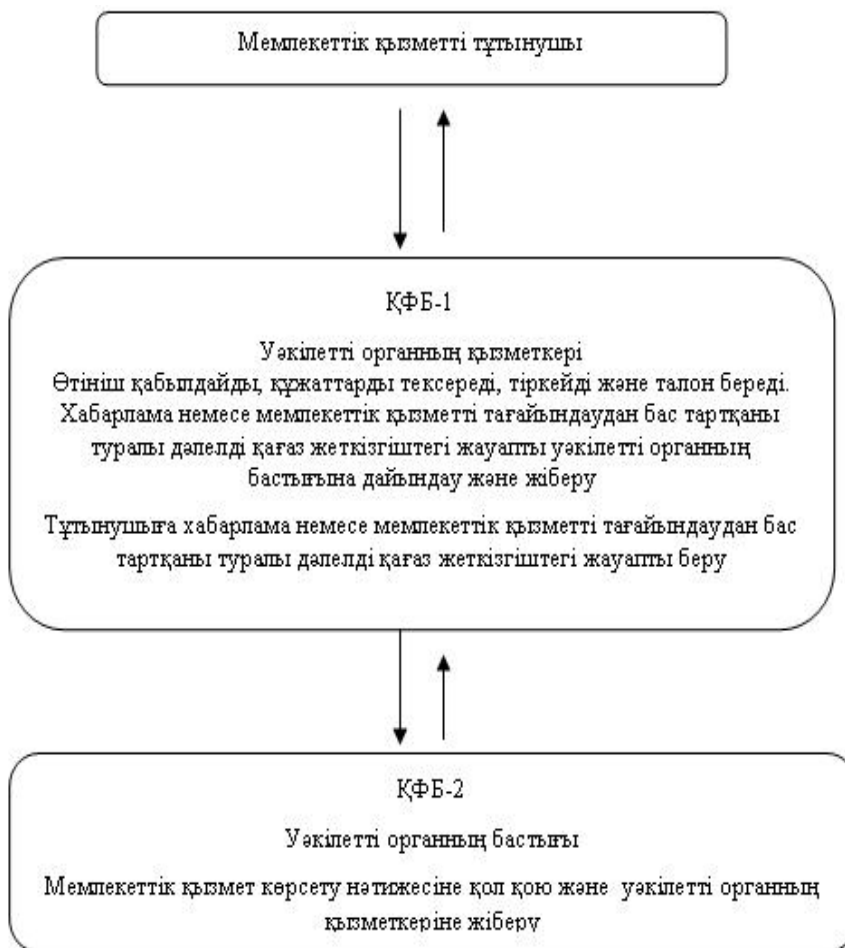 Мемлекеттік қызметті тұтынушы
ҚФБ-1
Уәкілетті органның қызметкері
Өтініш қабылдайды, құжаттарды тексереді, тіркейді және талон береді.
Хабарлама немесе мемлекеттік қызметті тағайындаудан бас тартқаны
туралы дәлелді қағаз жеткізгіштегі жауапты уәкілетті органның
бастығына дайындау және жіберу
Тұтынушыға хабарлама немесе мемлекеттік қызметті тағайындаудан бас
тартқаны туралы дәлелді қағаз жеткізгіштегі жауапты беру
ҚФБ-2
Уәкілетті органның бастығы
Мемлекеттік қызмет көрсету нәтижесіне қол қою және уәкілетті органның
қызметкеріне жіберу